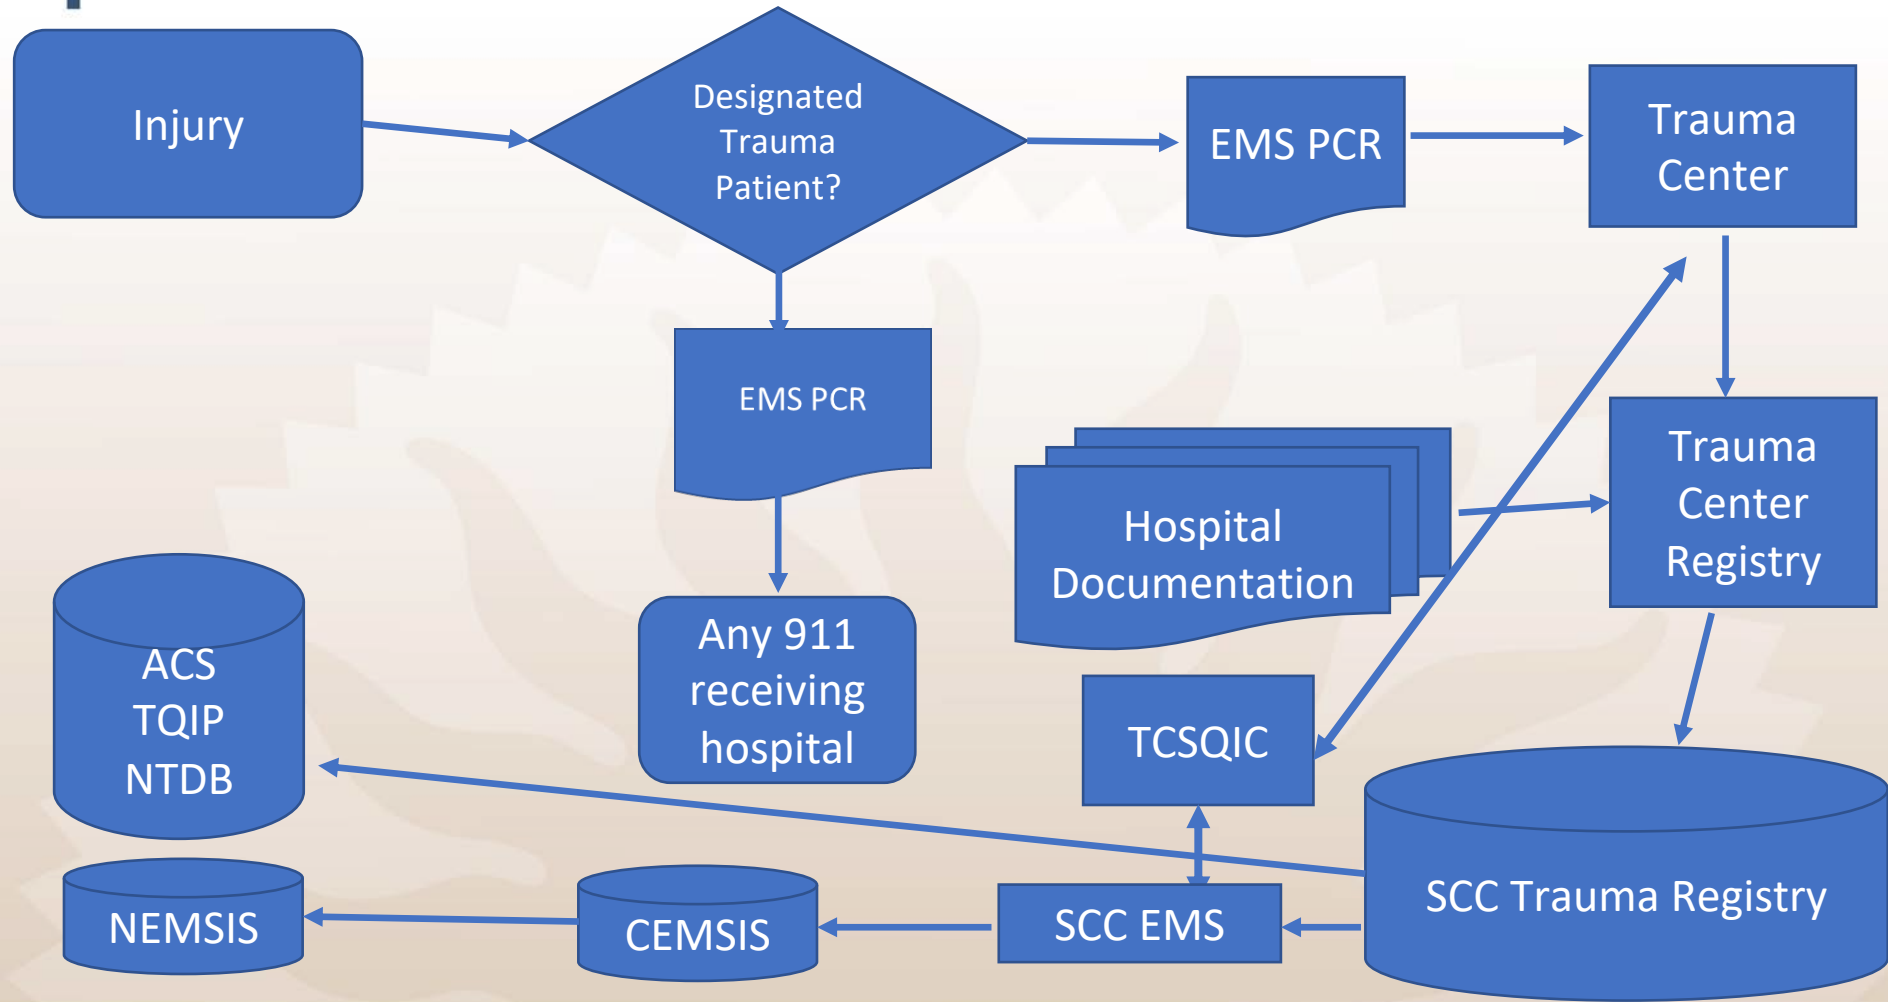 Injury
Designated
Trauma
Patient?
EMS PCR
Trauma
Center
EMS PCR
Trauma
Center
Registry
Hospital
Documentation
Any 911
receiving
hospital
ACS
TQIP
NTDB
TCSQIC
SCC Trauma Registry
SCC EMS
CEMSIS
NEMSIS